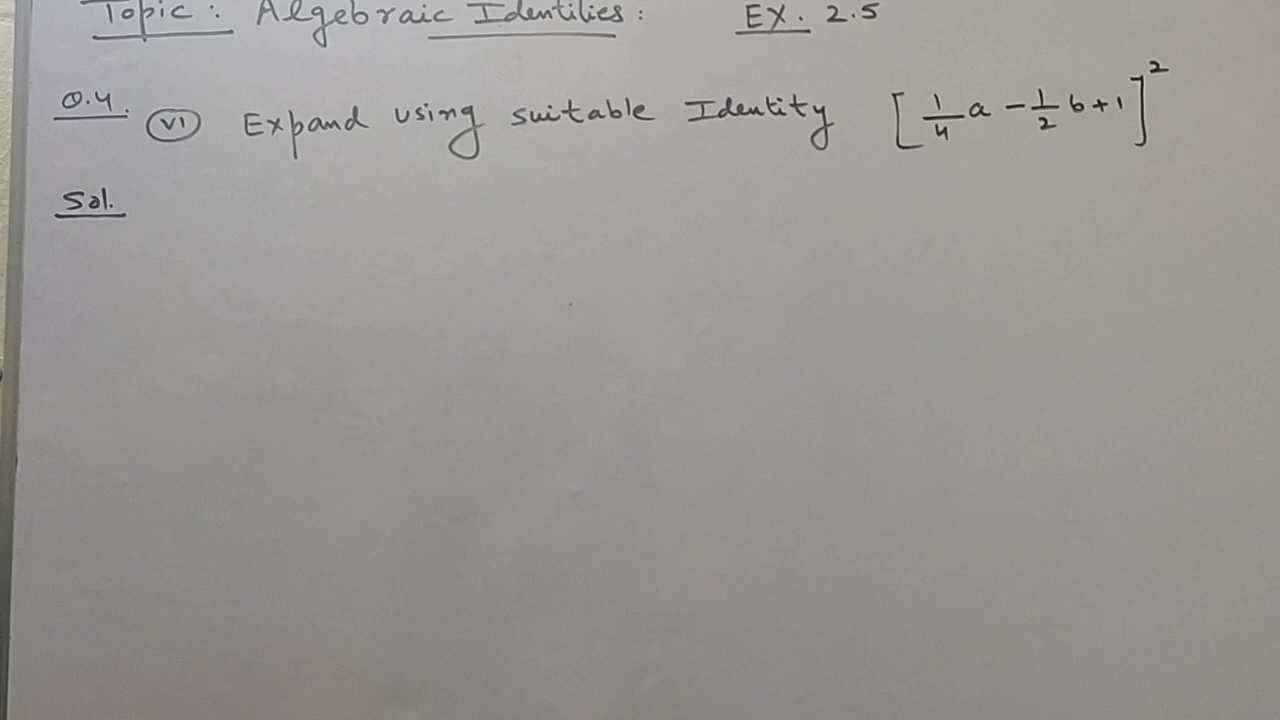 Topic: Algebraic Identities: EX. 2.5
Q.4. (VI) Expand using suitable Identity [1/4 a - 1/2 b + 1]²
Sol.